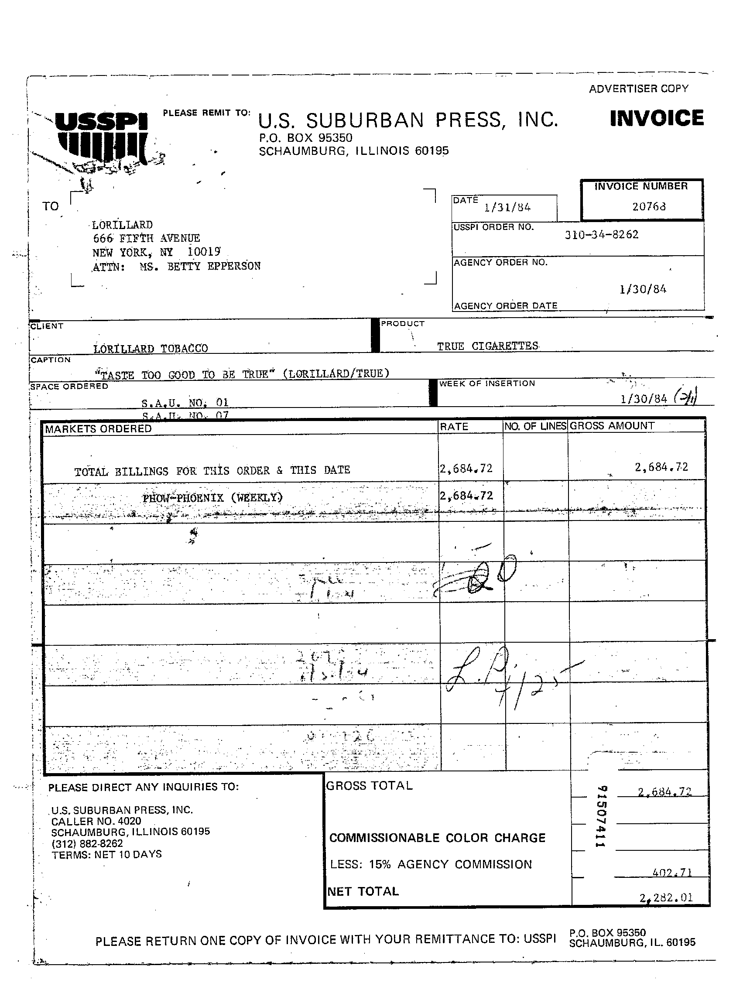 ADVERTISER COPY
USSPI
PLEASE REMIT TO:
U.S. SUBURBAN PRESS, INC.
P.O. BOX 95350
SCHAUMBURG, ILLINOIS 60195
INVOICE
TO
LORILLARD
666 FIFTH AVENUE
NEW YORK, NY 10019
ATTN: MS. BETTY EPPERSON
DATE
1/31/84
INVOICE NUMBER
20768
USSPI ORDER NO.
310-34-8262
AGENCY ORDER NO.
1/30/84
AGENCY ORDER DATE
CLIENT
LORILLARD TOBACCO
PRODUCT
TRUE CIGARETTES
CAPTION
"TASTE TOO GOOD TO BE TRUE" (LORILLARD/TRUE)
SPACE ORDERED
S.A.U. NO. 01
S.A.U. NO. 07
WEEK OF INSERTION
1/30/84
MARKETS ORDERED RATE NO. OF LINES GROSS AMOUNT
TOTAL BILLINGS FOR THIS ORDER & THIS DATE 2,684.72 2,684.72
PHOW-PHOENIX (WEEKLY) 2,684.72
PLEASE DIRECT ANY INQUIRIES TO:
U.S. SUBURBAN PRESS, INC.
CALLER NO. 4020
SCHAUMBURG, ILLINOIS 60195
(312) 882-8262
TERMS: NET 10 DAYS
GROSS TOTAL 2,684.72
COMMISSIONABLE COLOR CHARGE
LESS: 15% AGENCY COMMISSION 402.71
NET TOTAL 2,282.01
91507411
PLEASE RETURN ONE COPY OF INVOICE WITH YOUR REMITTANCE TO: USSPI
P.O. BOX 95350
SCHAUMBURG, IL. 60195